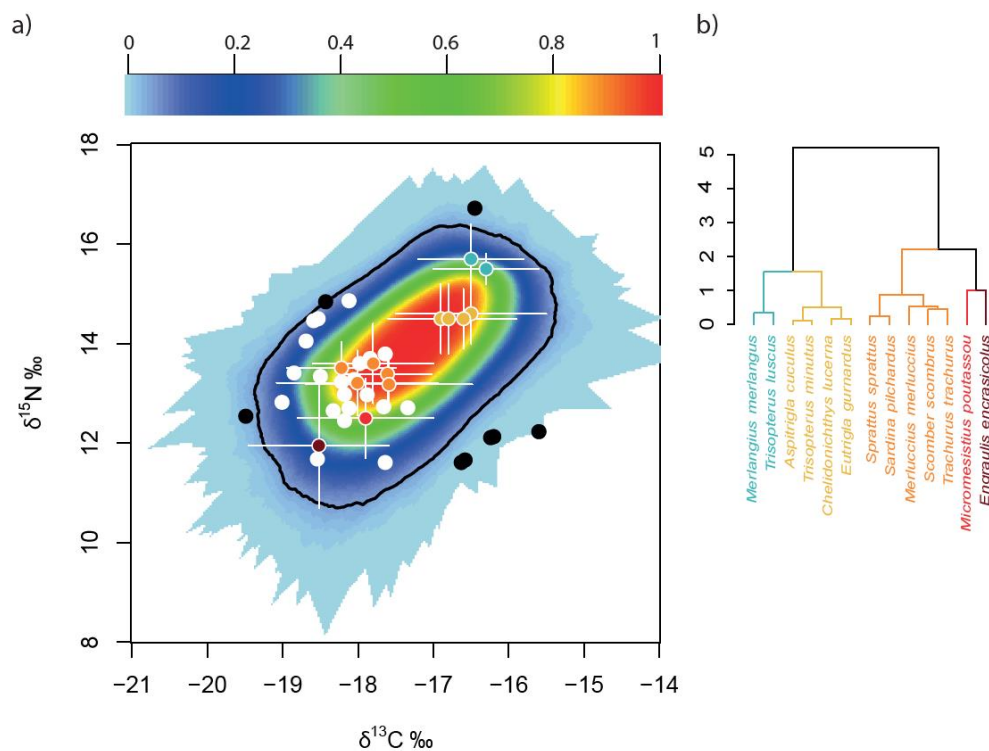 a)
b)
0 0.2 0.4 0.6 0.8 1
18
16
14
12
10
8
δ15N ‰
−21 −20 −19 −18 −17 −16 −15 −14
δ13C ‰
5
4
3
2
1
0
Merlangius merlangus
Trisopterus luscus
Aspitrigla cuculus
Trisopterus minutus
Chelidonichthys lucerna
Eutrigla gurnardus
Sprattus sprattus
Sardina pilchardus
Merluccius merluccius
Scomber scombrus
Trachurus trachurus
Micromesistius poutassou
Engraulis encrasicolus